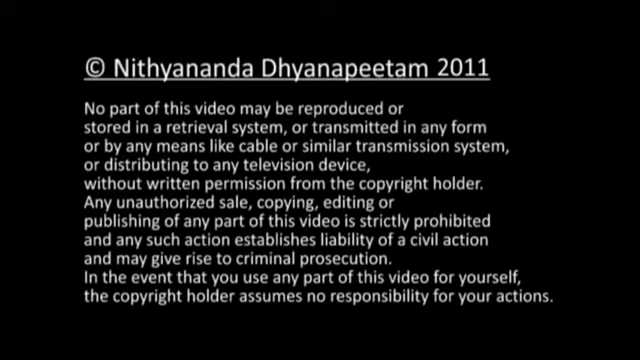 © Nithyananda Dhyanapeetam 2011
No part of this video may be reproduced or
stored in a retrieval system, or transmitted in any form
or by any means like cable or similar transmission system,
or distributing to any television device,
without written permission from the copyright holder.
Any unauthorized sale, copying, editing or
publishing of any part of this video is strictly prohibited
and any such action establishes liability of a civil action
and may give rise to criminal prosecution.
In the event that you use any part of this video for yourself,
the copyright holder assumes no responsibility for your actions.